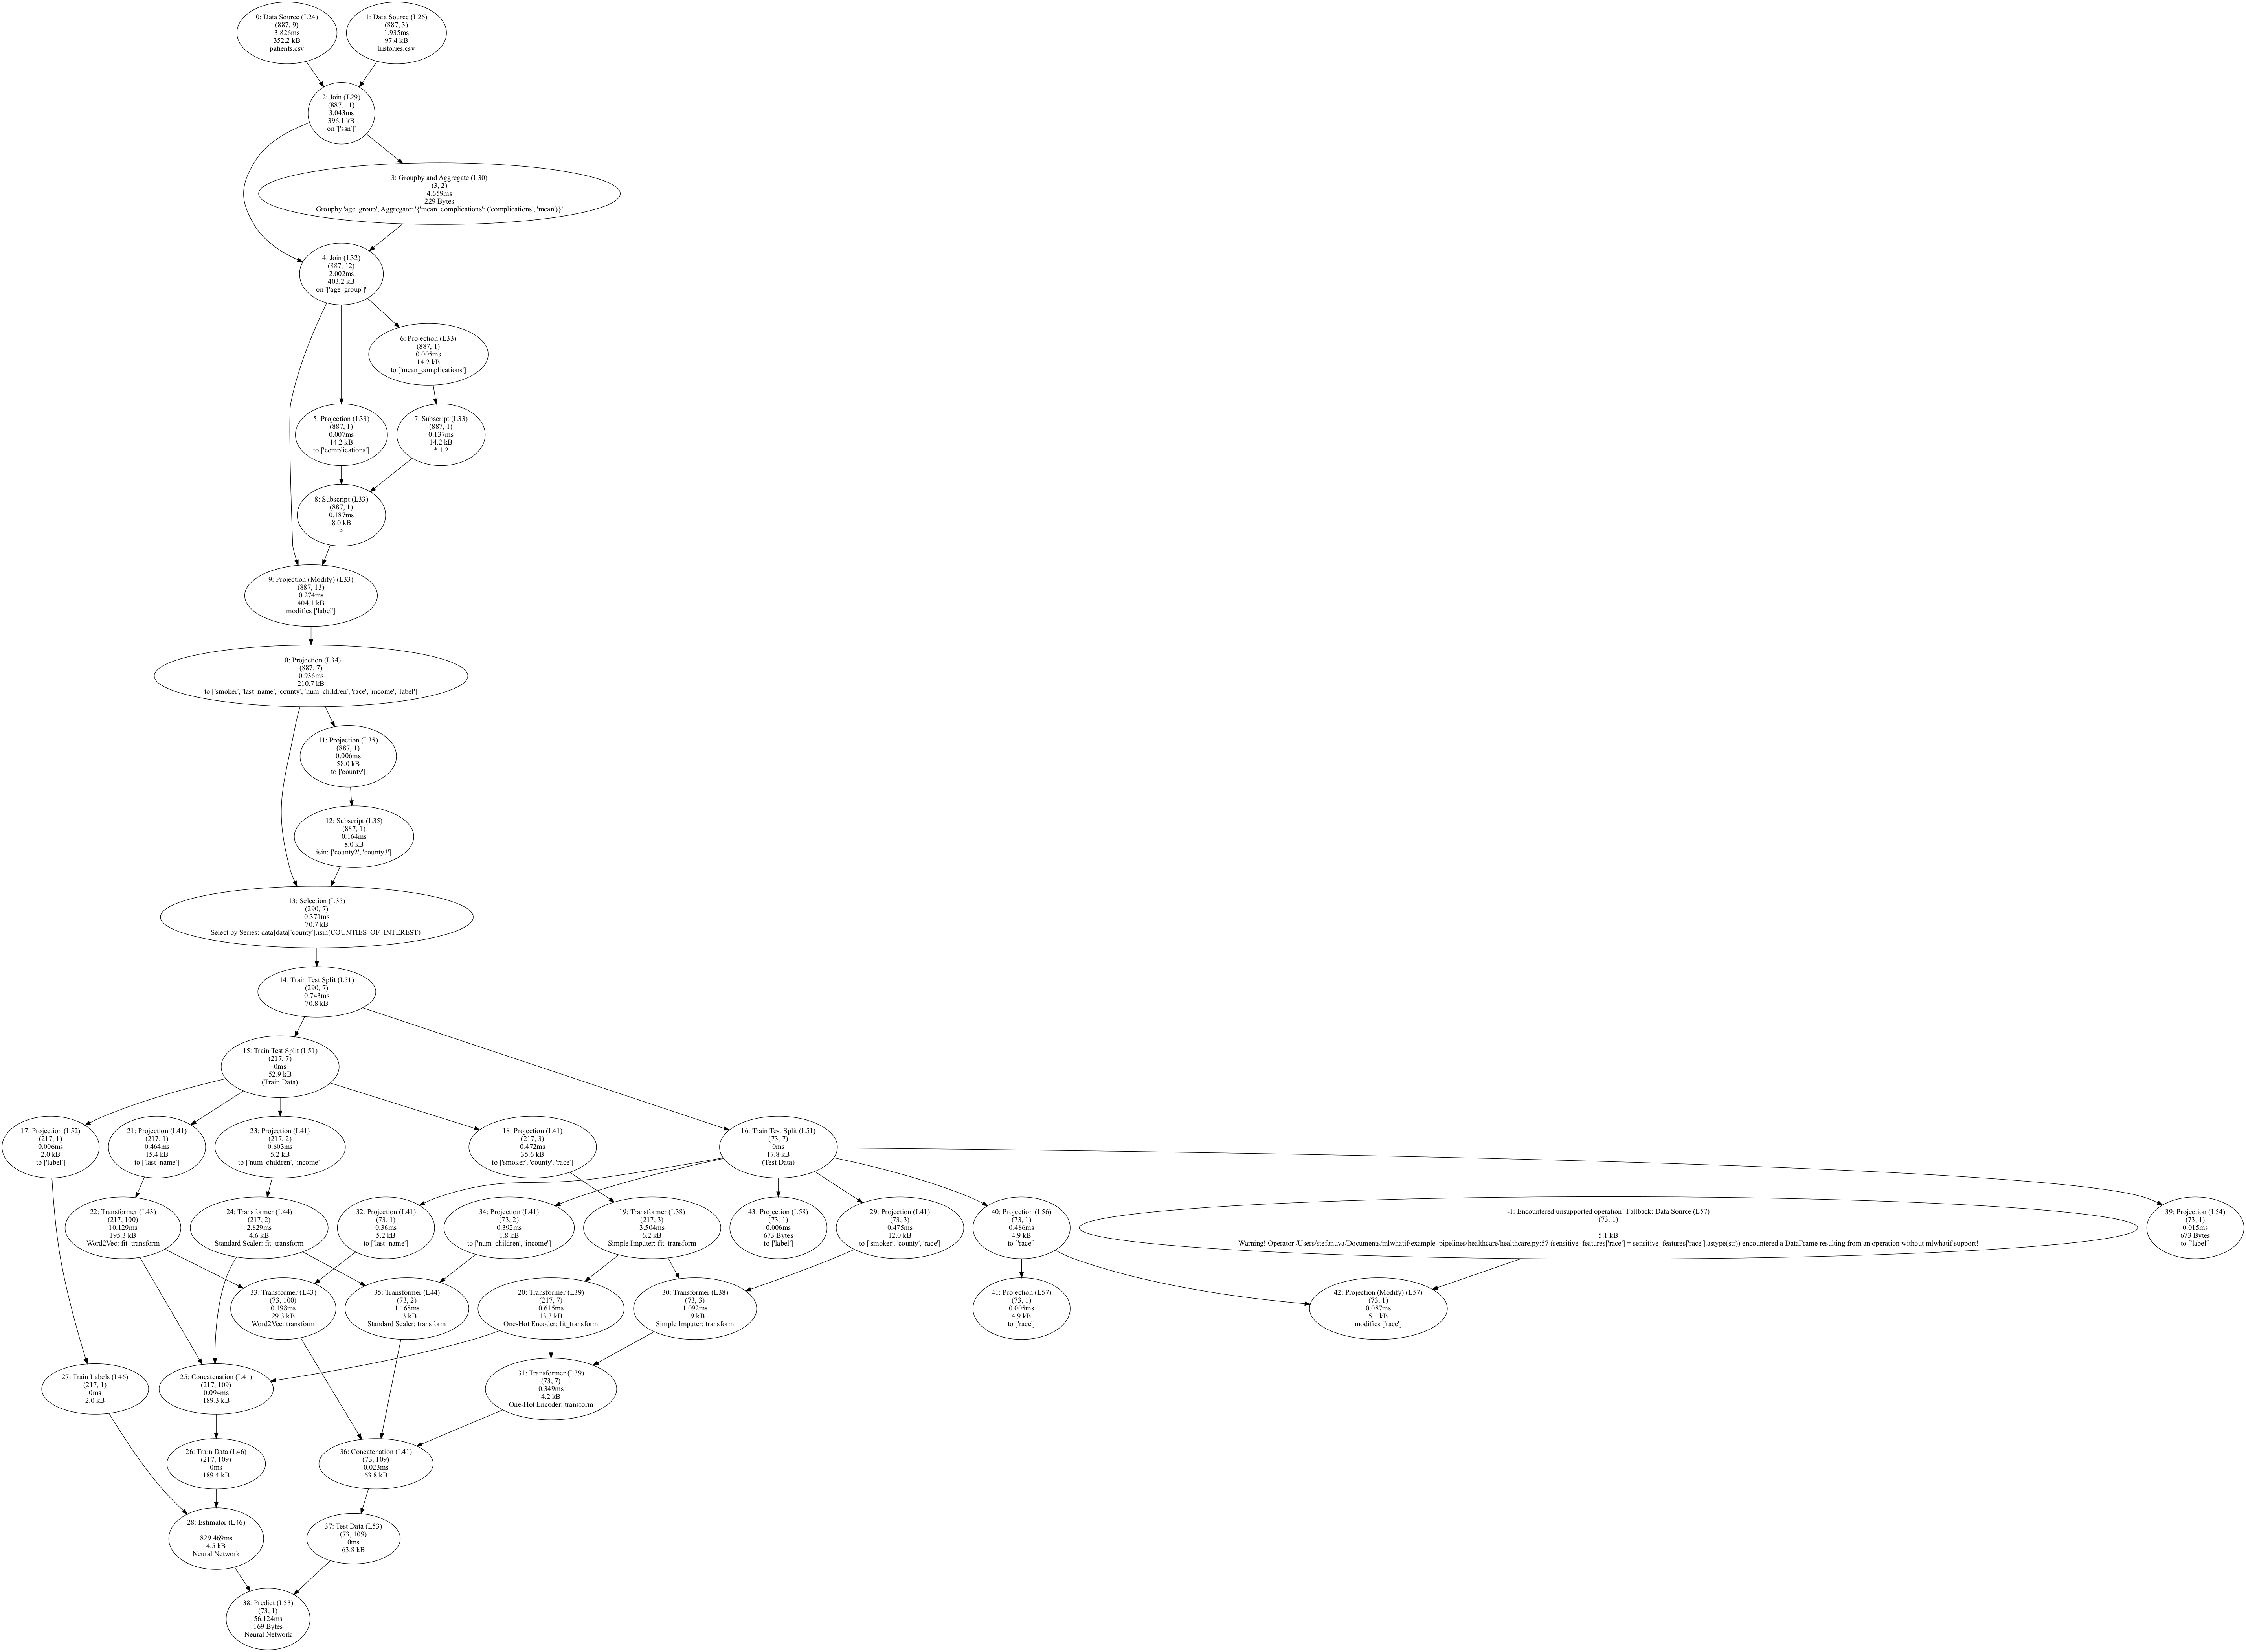 0: Data Source (L24)
(887, 9)
3.826ms
352.2 kB
patients.csv
1: Data Source (L26)
(887, 3)
1.935ms
97.4 kB
histories.csv
2: Join (L29)
(887, 11)
3.043ms
396.1 kB
on '['ssn']'
3: Groupby and Aggregate (L30)
(3, 2)
4.659ms
229 Bytes
Groupby 'age_group', Aggregate: '{'mean_complications': ('complications', 'mean')}'
4: Join (L32)
(887, 12)
2.002ms
403.2 kB
on '['age_group']'
6: Projection (L33)
(887, 1)
0.005ms
14.2 kB
to ['mean_complications']
5: Projection (L33)
(887, 1)
0.007ms
14.2 kB
to ['complications']
7: Subscript (L33)
(887, 1)
0.137ms
14.2 kB
* 1.2
8: Subscript (L33)
(887, 1)
0.187ms
8.0 kB
>
9: Projection (Modify) (L33)
(887, 13)
0.274ms
404.1 kB
modifies ['label']
10: Projection (L34)
(887, 7)
0.936ms
210.7 kB
to ['smoker', 'last_name', 'county', 'num_children', 'race', 'income', 'label']
11: Projection (L35)
(887, 1)
0.006ms
58.0 kB
to ['county']
12: Subscript (L35)
(887, 1)
0.164ms
8.0 kB
isin: ['county2', 'county3']
13: Selection (L35)
(290, 7)
0.371ms
70.7 kB
Select by Series: data[data['county'].isin(COUNTIES_OF_INTEREST)]
14: Train Test Split (L51)
(290, 7)
0.743ms
70.8 kB
15: Train Test Split (L51)
(217, 7)
0ms
52.9 kB
(Train Data)
17: Projection (L52)
(217, 1)
0.006ms
2.0 kB
to ['label']
21: Projection (L41)
(217, 1)
0.464ms
15.4 kB
to ['last_name']
23: Projection (L41)
(217, 2)
0.603ms
5.2 kB
to ['num_children', 'income']
18: Projection (L41)
(217, 3)
0.472ms
35.6 kB
to ['smoker', 'county', 'race']
16: Train Test Split (L51)
(73, 7)
0ms
17.8 kB
(Test Data)
22: Transformer (L43)
(217, 100)
10.129ms
195.3 kB
Word2Vec: fit_transform
24: Transformer (L44)
(217, 2)
2.829ms
4.6 kB
Standard Scaler: fit_transform
32: Projection (L41)
(73, 1)
0.36ms
5.2 kB
to ['last_name']
34: Projection (L41)
(73, 2)
0.392ms
1.8 kB
to ['num_children', 'income']
19: Transformer (L38)
(217, 3)
3.504ms
6.2 kB
Simple Imputer: fit_transform
43: Projection (L58)
(73, 1)
0.006ms
673 Bytes
to ['label']
29: Projection (L41)
(73, 3)
0.475ms
12.0 kB
to ['smoker', 'county', 'race']
40: Projection (L56)
(73, 1)
0.486ms
4.9 kB
to ['race']
-1: Encountered unsupported operation! Fallback: Data Source (L57)
(73, 1)
5.1 kB
Warning! Operator /Users/stefanuva/Documents/mlwhatif/example_pipelines/healthcare/healthcare.py:57 (sensitive_features['race'] = sensitive_features['race'].astype(str)) encountered a DataFrame resulting from an operation without mlwhatif support!
39: Projection (L54)
(73, 1)
0.015ms
673 Bytes
to ['label']
33: Transformer (L43)
(73, 100)
0.198ms
29.3 kB
Word2Vec: transform
35: Transformer (L44)
(73, 2)
1.168ms
1.3 kB
Standard Scaler: transform
20: Transformer (L39)
(217, 7)
0.615ms
13.3 kB
One-Hot Encoder: fit_transform
30: Transformer (L38)
(73, 3)
1.092ms
1.9 kB
Simple Imputer: transform
41: Projection (L57)
(73, 1)
0.005ms
4.9 kB
to ['race']
42: Projection (Modify) (L57)
(73, 1)
0.087ms
5.1 kB
modifies ['race']
27: Train Labels (L46)
(217, 1)
0ms
2.0 kB
25: Concatenation (L41)
(217, 109)
0.094ms
189.3 kB
31: Transformer (L39)
(73, 7)
0.349ms
4.2 kB
One-Hot Encoder: transform
26: Train Data (L46)
(217, 109)
0ms
189.4 kB
36: Concatenation (L41)
(73, 109)
0.023ms
63.8 kB
28: Estimator (L46)
-
829.469ms
4.5 kB
Neural Network
37: Test Data (L53)
(73, 109)
0ms
63.8 kB
38: Predict (L53)
(73, 1)
56.124ms
169 Bytes
Neural Network